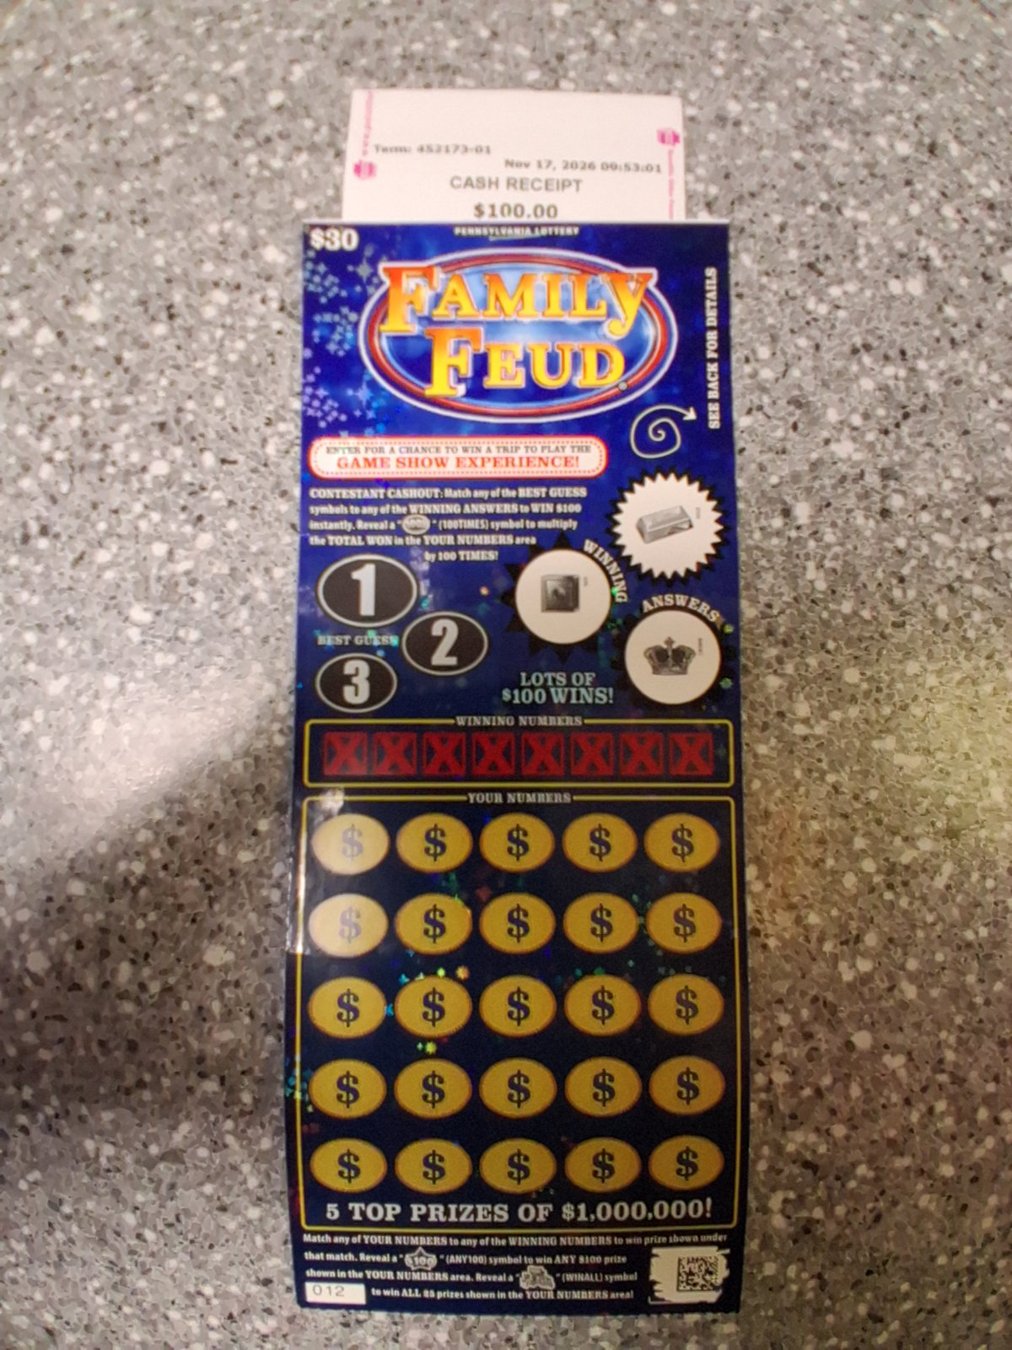 Term: 452173-01
Nov 17, 2026 09:53:01
CASH RECEIPT
$100.00
$30
PENNSYLVANIA LOTTERY
FAMILY
FEUD
SEE BACK FOR DETAILS
ENTER FOR A CHANCE TO WIN A TRIP TO PLAY THE
GAME SHOW EXPERIENCE!
CONTESTANT CASHOUT: Match any of the BEST GUESS
symbols to any of the WINNING ANSWERS to WIN $100
instantly. Reveal a " " (100TIMES) symbol to multiply
the TOTAL WON in the YOUR NUMBERS area
by 100 TIMES!
1
BEST GUESS
2
3
WINNING
ANSWERS
LOTS OF
$100 WINS!
WINNING NUMBERS
X X X X X X X X
YOUR NUMBERS
$ $ $ $ $
$ $ $ $ $
$ $ $ $ $
$ $ $ $ $
$ $ $ $ $
5 TOP PRIZES OF $1,000,000!
Match any of YOUR NUMBERS to any of the WINNING NUMBERS to win prize shown under
that match. Reveal a "$100" (ANY100) symbol to win ANY $100 prize
shown in the YOUR NUMBERS area. Reveal a " " (WINALL) symbol
to win ALL 25 prizes shown in the YOUR NUMBERS area!
012